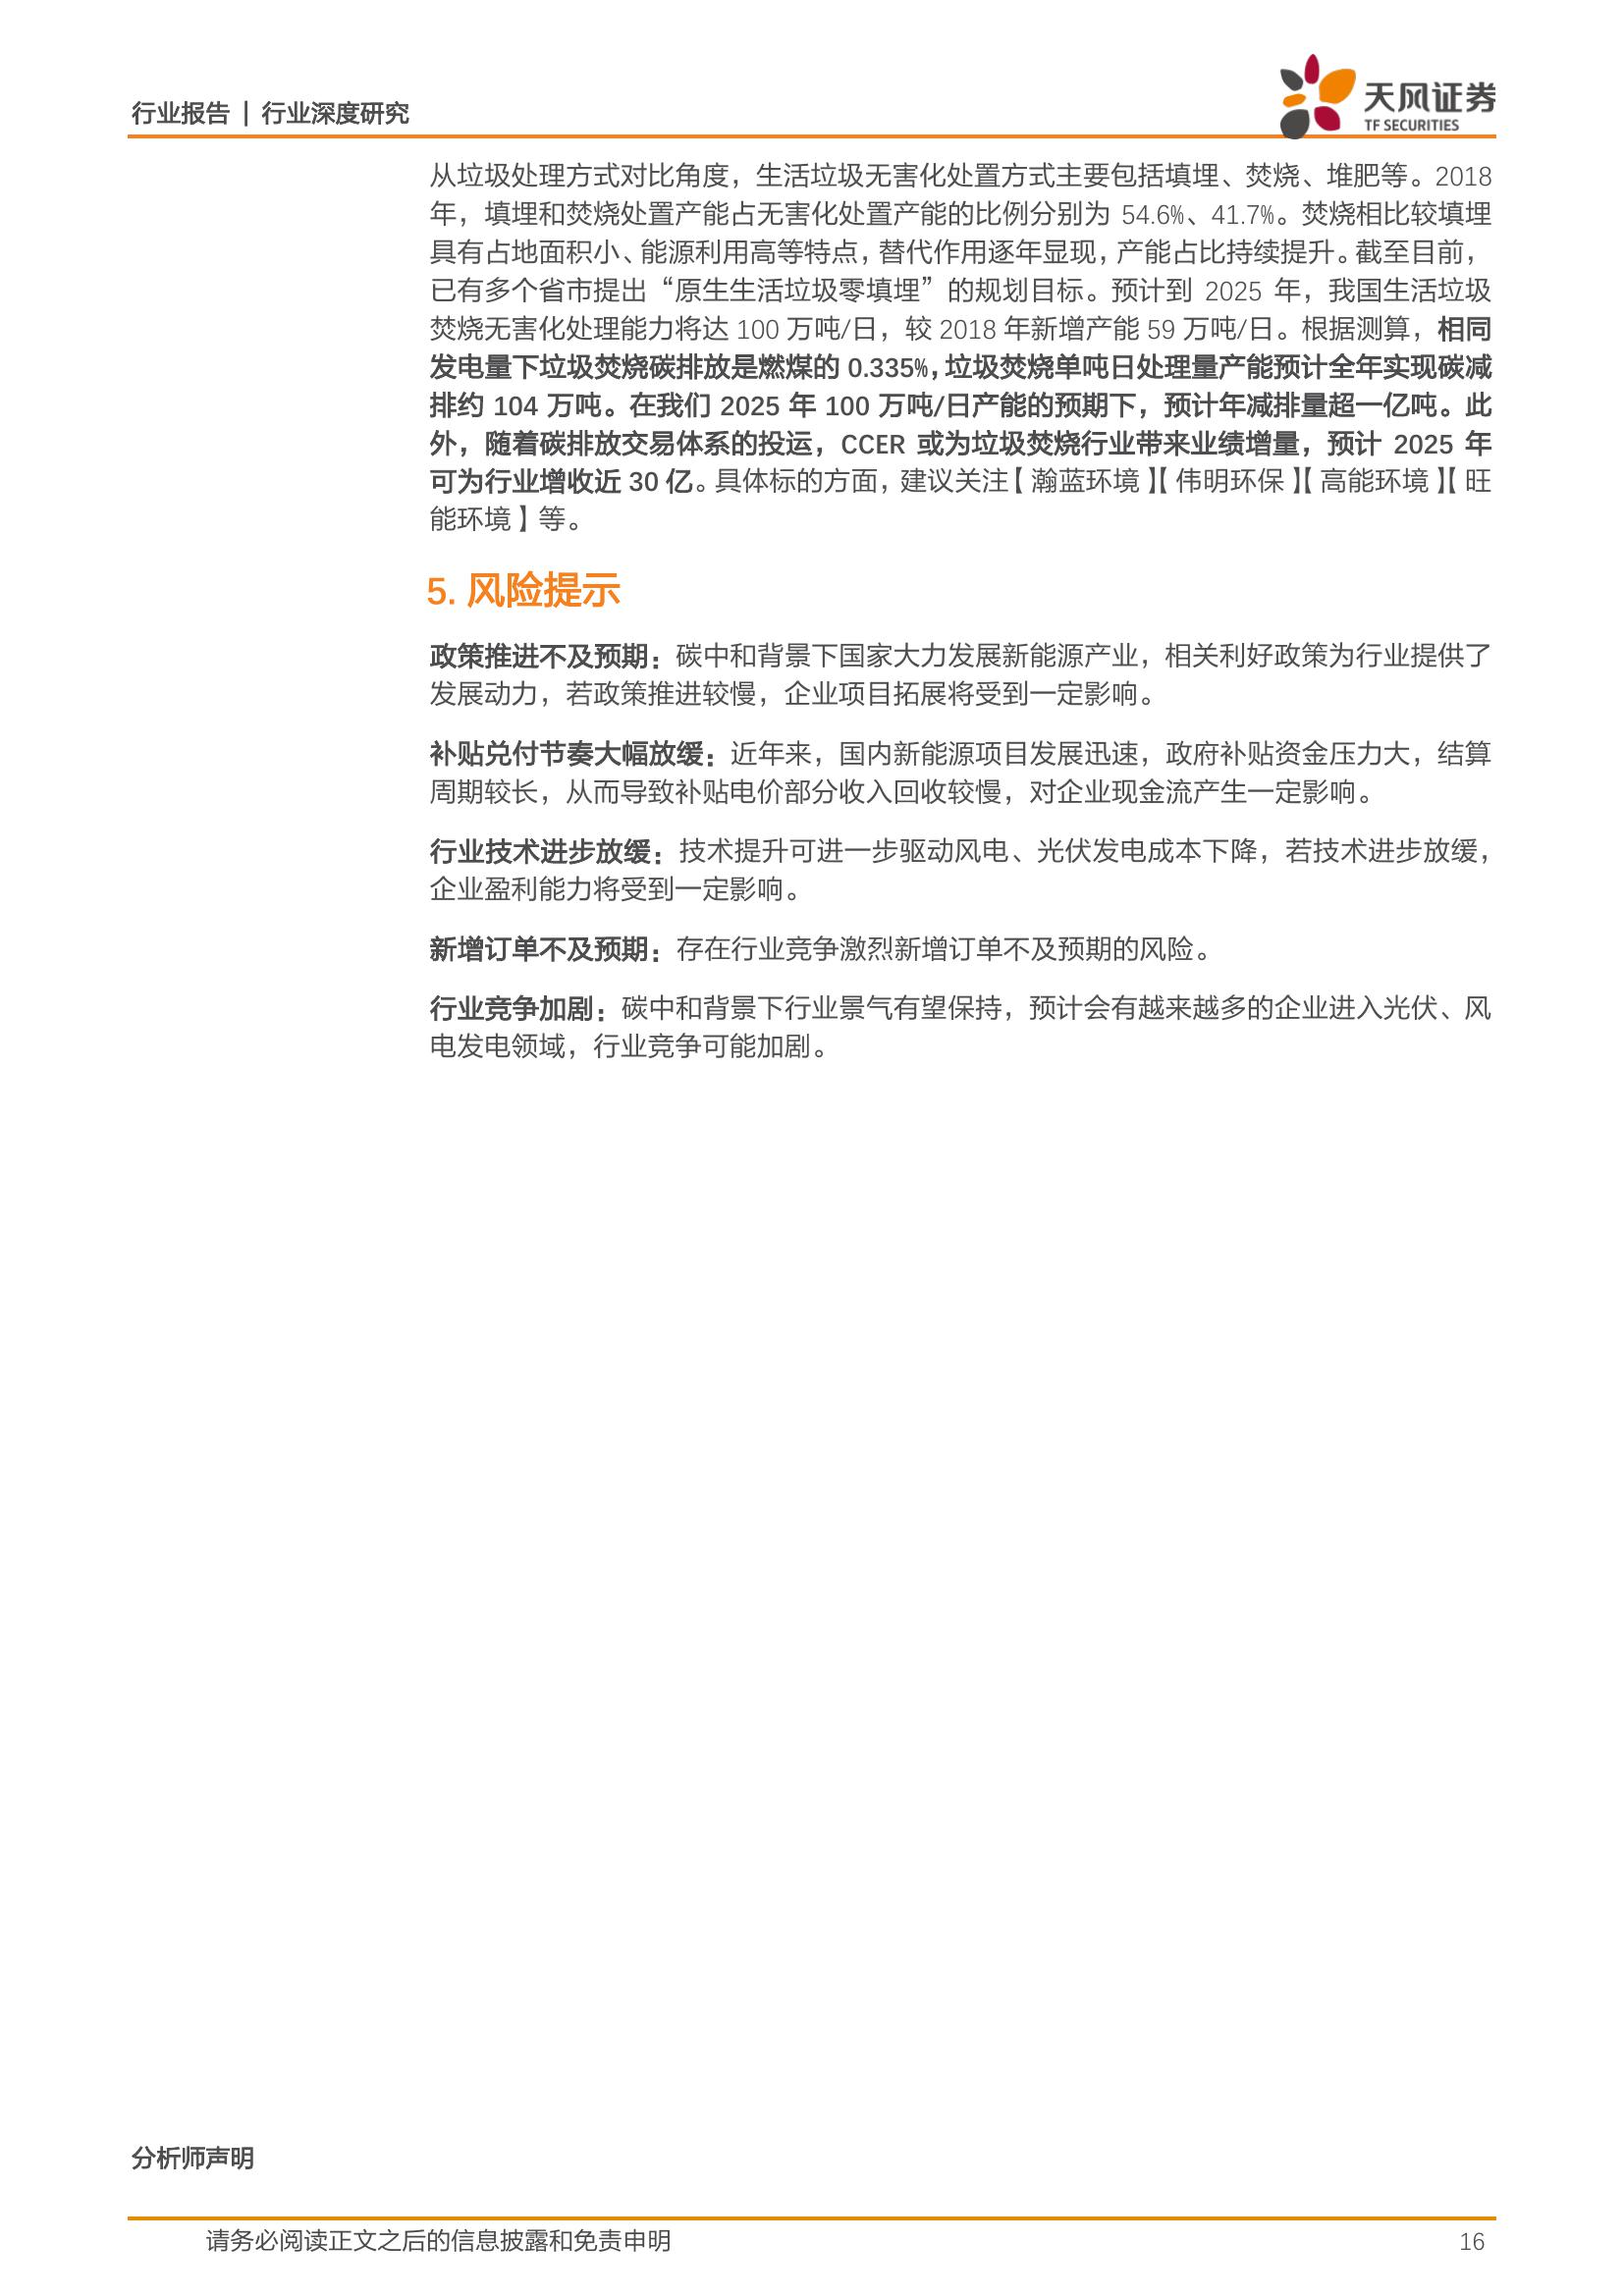 行业报告 | 行业深度研究
天风证券
TF SECURITIES
从垃圾处理方式对比角度，生活垃圾无害化处置方式主要包括填埋、焚烧、堆肥等。2018
年，填埋和焚烧处置产能占无害化处置产能的比例分别为 54.6%、41.7%。焚烧相比较填埋
具有占地面积小、能源利用高等特点，替代作用逐年显现，产能占比持续提升。截至目前，
已有多个省市提出“原生生活垃圾零填埋”的规划目标。预计到 2025 年，我国生活垃圾
焚烧无害化处理能力将达 100 万吨/日，较 2018 年新增产能 59 万吨/日。根据测算，相同
发电量下垃圾焚烧碳排放是燃煤的 0.335%，垃圾焚烧单吨日处理量产能预计全年实现碳减
排约 104 万吨。在我们 2025 年 100 万吨/日产能的预期下，预计年减排量超一亿吨。此
外，随着碳排放交易体系的投运，CCER 或为垃圾焚烧行业带来业绩增量，预计 2025 年
可为行业增收近 30 亿。具体标的方面，建议关注【瀚蓝环境】【伟明环保】【高能环境】【旺
能环境】等。
5. 风险提示
政策推进不及预期：碳中和背景下国家大力发展新能源产业，相关利好政策为行业提供了
发展动力，若政策推进较慢，企业项目拓展将受到一定影响。
补贴兑付节奏大幅放缓：近年来，国内新能源项目发展迅速，政府补贴资金压力大，结算
周期较长，从而导致补贴电价部分收入回收较慢，对企业现金流产生一定影响。
行业技术进步放缓：技术提升可进一步驱动风电、光伏发电成本下降，若技术进步放缓，
企业盈利能力将受到一定影响。
新增订单不及预期：存在行业竞争激烈新增订单不及预期的风险。
行业竞争加剧：碳中和背景下行业景气有望保持，预计会有越来越多的企业进入光伏、风
电发电领域，行业竞争可能加剧。
分析师声明
请务必阅读正文之后的信息披露和免责申明
16